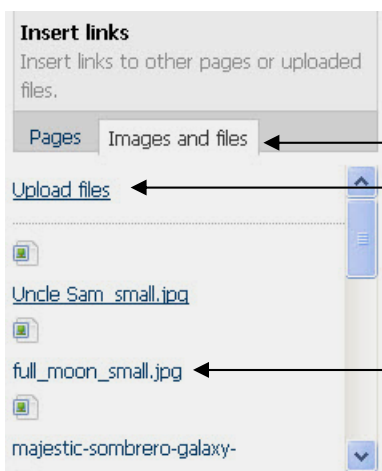 Insert links
Insert links to other pages or uploaded
files.
Pages Images and files
Upload files
Uncle Sam_small.jpg
full_moon_small.jpg
majestic-sombrero-galaxy-